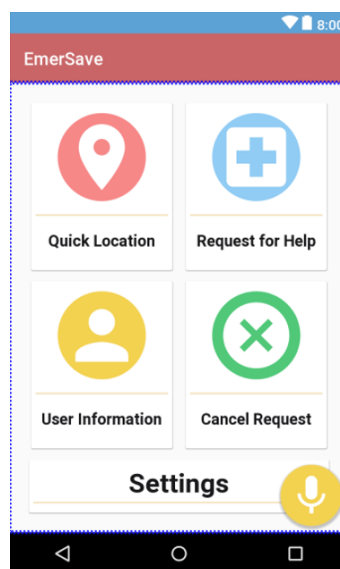 8:00
EmerSave
Quick Location
Request for Help
User Information
Cancel Request
Settings